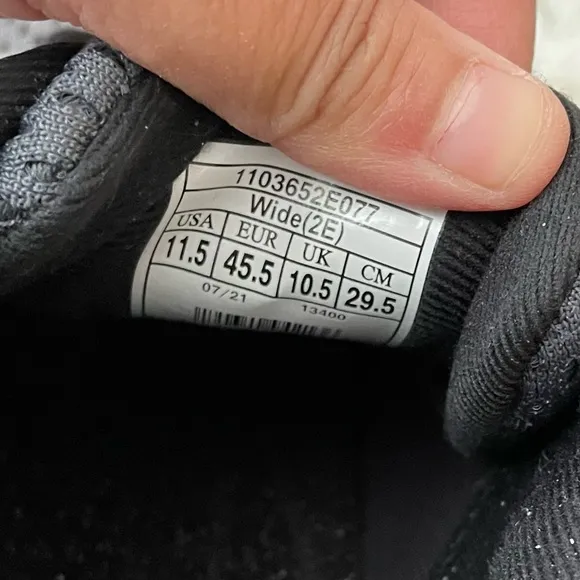 1103652E077
Wide(2E)
USA EUR UK CM
11.5 45.5 10.5 29.5
07/21 13400